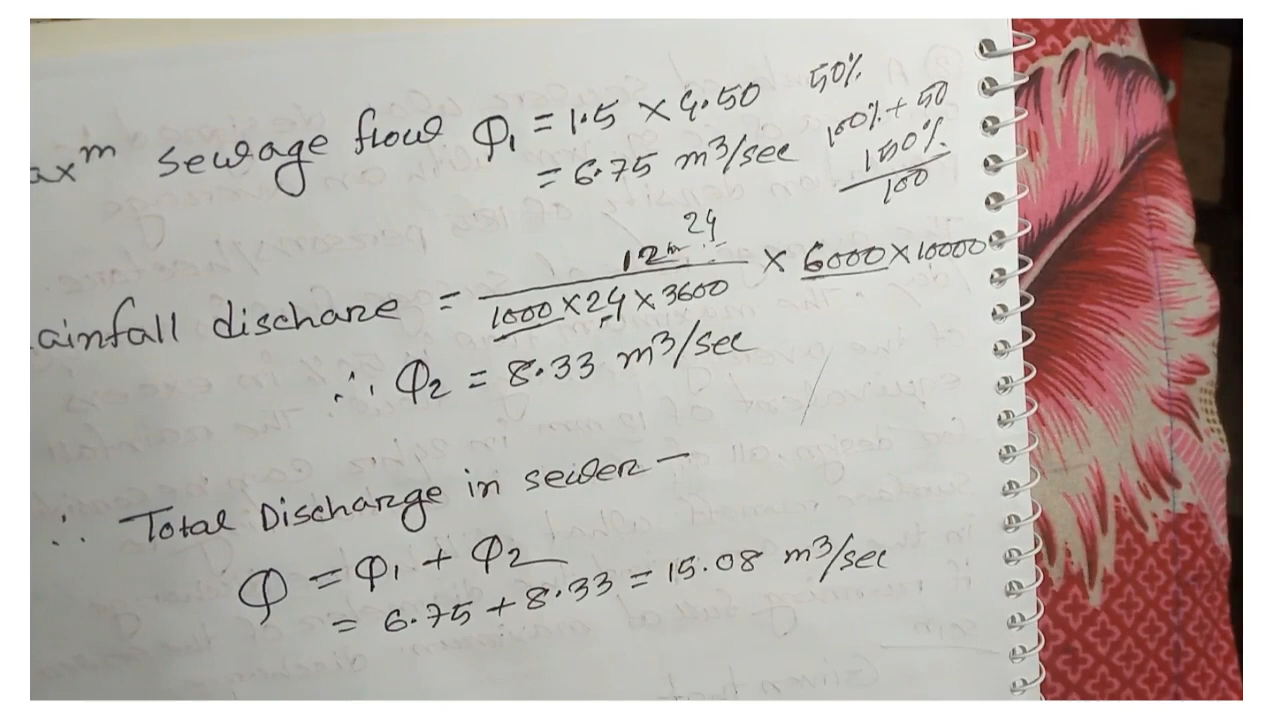 axᵐ sewage flow Φ₁ = 1.5 × 4.50 50%
= 6.75 m³/sec 100% + 50
150%
100
ainfall dischare = 12ᵐ 24
1000 × 24 × 3600 × 6000 × 10000
∴ Φ₂ = 8.33 m³/sec
∴ Total Discharge in sewer —
Φ = Φ₁ + Φ₂
= 6.75 + 8.33 = 15.08 m³/sec